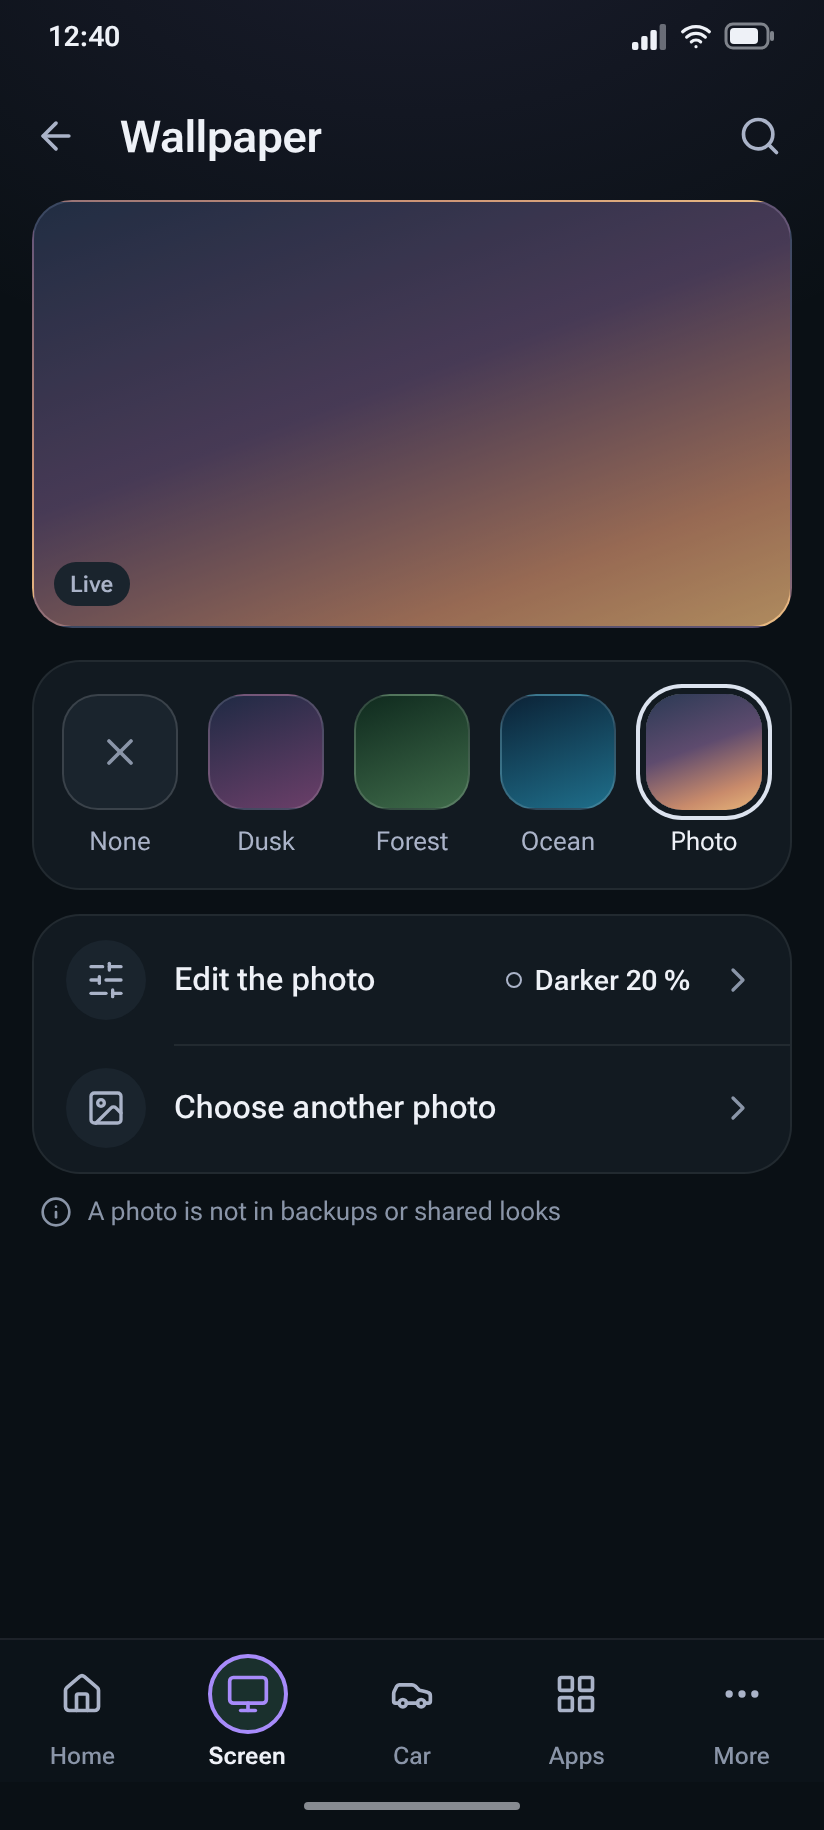 12:40
Wallpaper
Live
None Dusk Forest Ocean Photo
Edit the photo Darker 20 %
Choose another photo
A photo is not in backups or shared looks
Home Screen Car Apps More